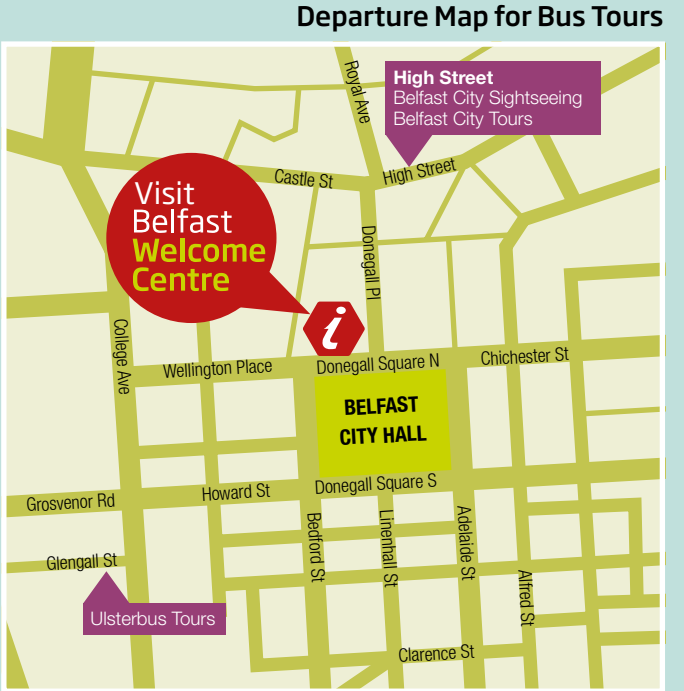 Departure Map for Bus Tours
Royal Ave
High Street
Belfast City Sightseeing
Belfast City Tours
Castle St
High Street
Visit
Belfast
Welcome
Centre
i
Donegall Pl
College Ave
Wellington Place
Donegall Square N
Chichester St
BELFAST
CITY HALL
Grosvenor Rd
Howard St
Donegall Square S
Bedford St
Linenhall St
Adelaide St
Glengall St
Alfred St
Ulsterbus Tours
Clarence St